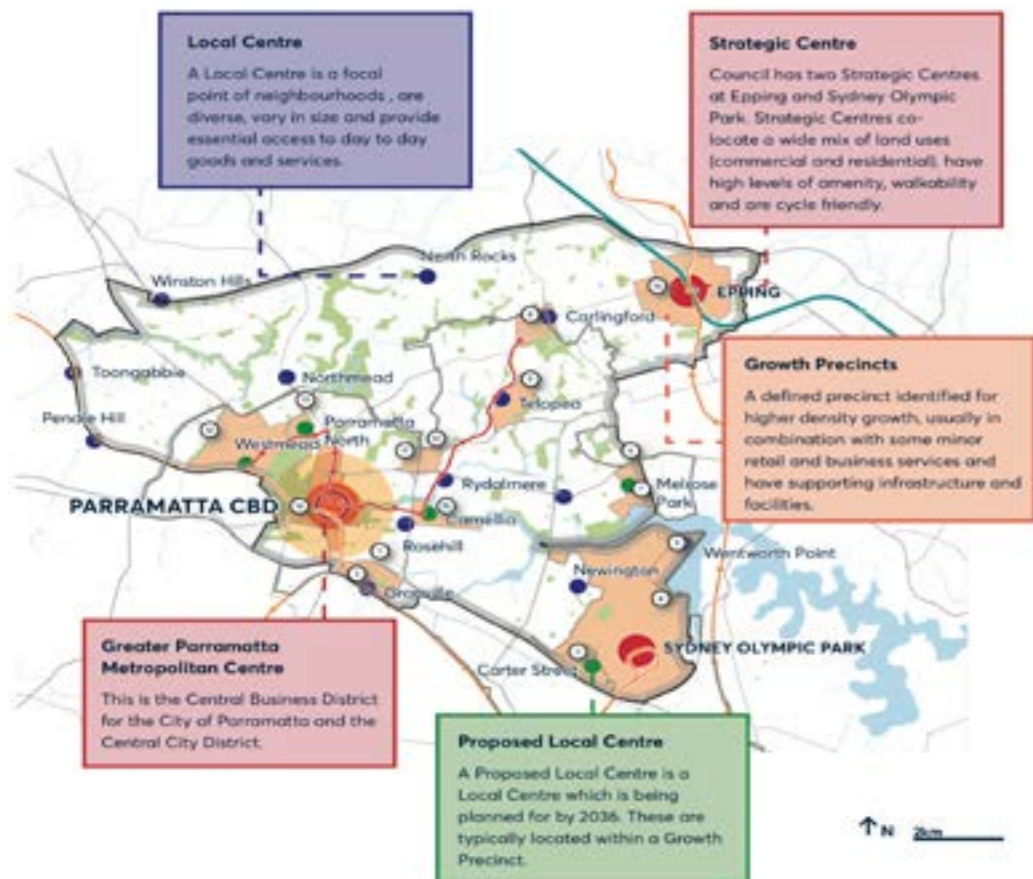 Local Centre
A Local Centre is a focal
point of neighbourhoods , are
diverse, vary in size and provide
essential access to day to day
goods and services.
Strategic Centre
Council has two Strategic Centres
at Epping and Sydney Olympic
Park. Strategic Centres co-
locate a wide mix of land uses
(commercial and residential), have
high levels of amenity, walkability
and are cycle friendly.
North Rocks
Winston Hills
EPPING
Carlingford
Toongabbie
Northmead
Telopea
Growth Precincts
A defined precinct identified for
higher density growth, usually in
combination with some minor
retail and business services and
have supporting infrastructure and
facilities.
Pendle Hill
Parramatta
North
Westmead
Rydalmere
Melrose
Park
PARRAMATTA CBD
Camellia
Rosehill
Wentworth Point
Newington
Granville
SYDNEY OLYMPIC PARK
Carter Street
Greater Parramatta
Metropolitan Centre
This is the Central Business District
for the City of Parramatta and the
Central City District.
Proposed Local Centre
A Proposed Local Centre is a
Local Centre which is being
planned for by 2036. These are
typically located within a Growth
Precinct.
N
2km